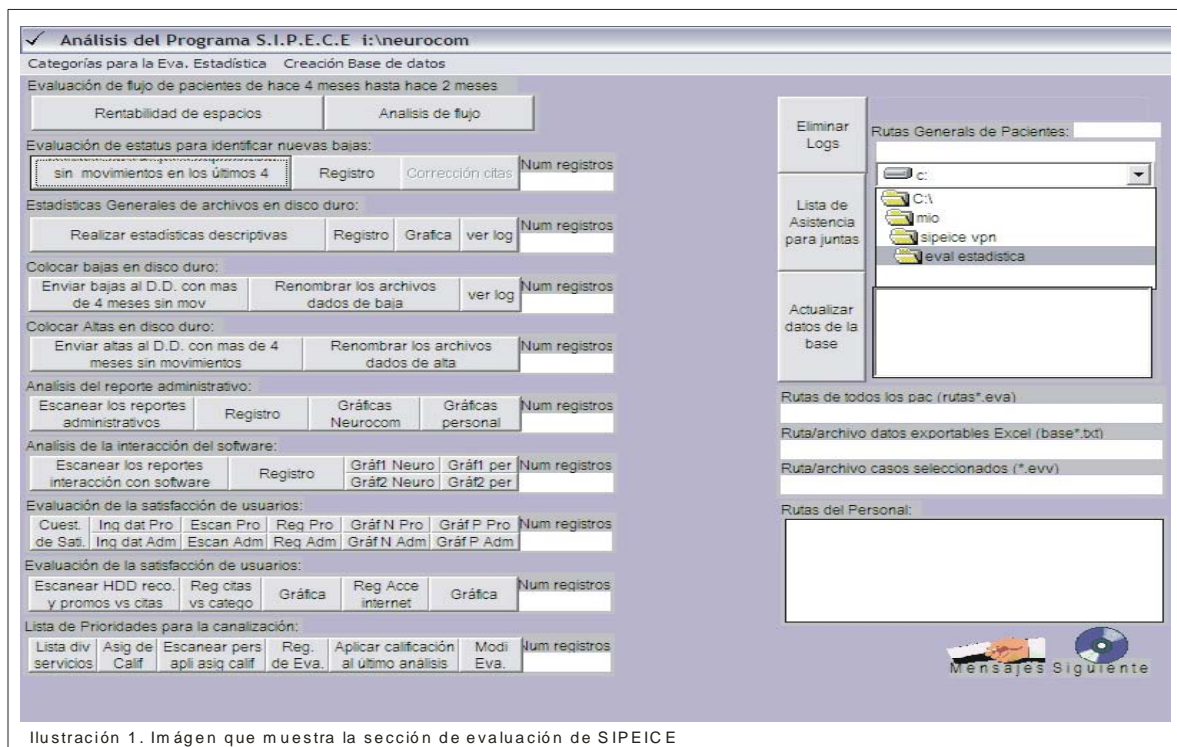 Análisis del Programa S.I.P.E.C.E i:\neurocom
Categorías para la Eva. Estadística Creación Base de datos
Evaluación de flujo de pacientes de hace 4 meses hasta hace 2 meses
Rentabilidad de espacios
Analisis de flujo
Evaluación de estatus para identificar nuevas bajas:
sin movimientos en los últimos 4
Registro
Corrección citas
Num registros
Estadísticas Generales de archivos en disco duro:
Realizar estadísticas descriptivas
Registro
Grafica
ver log
Num registros
Colocar bajas en disco duro:
Enviar bajas al D.D. con mas
de 4 meses sin mov
Renombrar los archivos
dados de baja
ver log
Num registros
Colocar Altas en disco duro:
Enviar altas al D.D. con mas de 4
meses sin movimientos
Renombrar los archivos
dados de alta
Num registros
Analísis del reporte administrativo:
Escanear los reportes
administrativos
Registro
Gráficas
Neurocom
Gráficas
personal
Num registros
Analísis de la interacción del software:
Escanear los reportes
interacción con software
Registro
Gráf1 Neuro
Gráf1 per
Gráf2 Neuro
Gráf2 per
Num registros
Evaluación de la satisfacción de usuarios:
Cuest.
de Sati.
Ing dat Pro
Escan Pro
Reg Pro
Gráf N Pro
Gráf P Pro
Ing dat Adm
Escan Adm
Reg Adm
Gráf N Adm
Gráf P Adm
Num registros
Evaluación de la satisfacción de usuarios:
Escanear HDD reco.
y promos vs citas
Reg citas
vs catego
Gráfica
Reg Acce
internet
Gráfica
Num registros
Lista de Prioridades para la canalización:
Lista div
servicios
Asig de
Calif
Escanear pers
apli asig calif
Reg.
de Eva.
Aplicar calificación
al último análisis
Modi
Eva.
Num registros
Eliminar
Logs
Lista de
Asistencia
para juntas
Actualizar
datos de la
base
Rutas Generals de Pacientes:
c:
C:\
mio
sipeice vpn
eval estadistica
Rutas de todos los pac (rutas*.eva)
Ruta/archivo datos exportables Excel (base*.txt)
Ruta/archivo casos seleccionados (*.evv)
Rutas del Personal:
Mensajes Siguiente
Ilustración 1. Imágen que muestra la sección de evaluación de SIPEICE